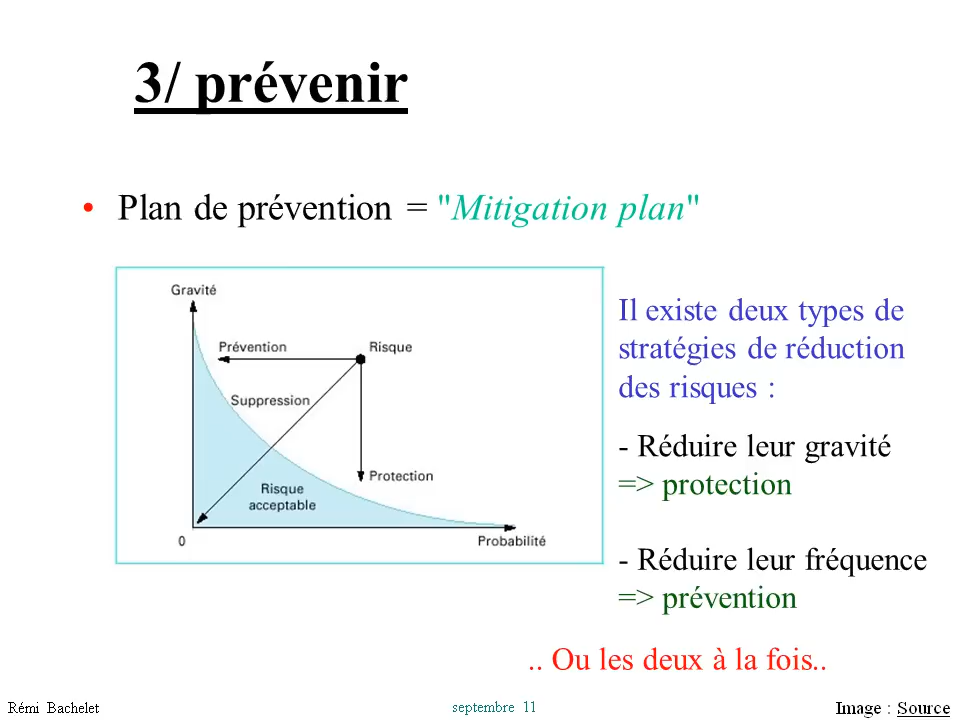 3/ prévenir
• Plan de prévention = "Mitigation plan"
Gravité
Prévention
Risque
Suppression
Protection
Risque
acceptable
0
Probabilité
Il existe deux types de
stratégies de réduction
des risques :
- Réduire leur gravité
=> protection
- Réduire leur fréquence
=> prévention
.. Ou les deux à la fois..
Rémi Bachelet
septembre 11
Image : Source